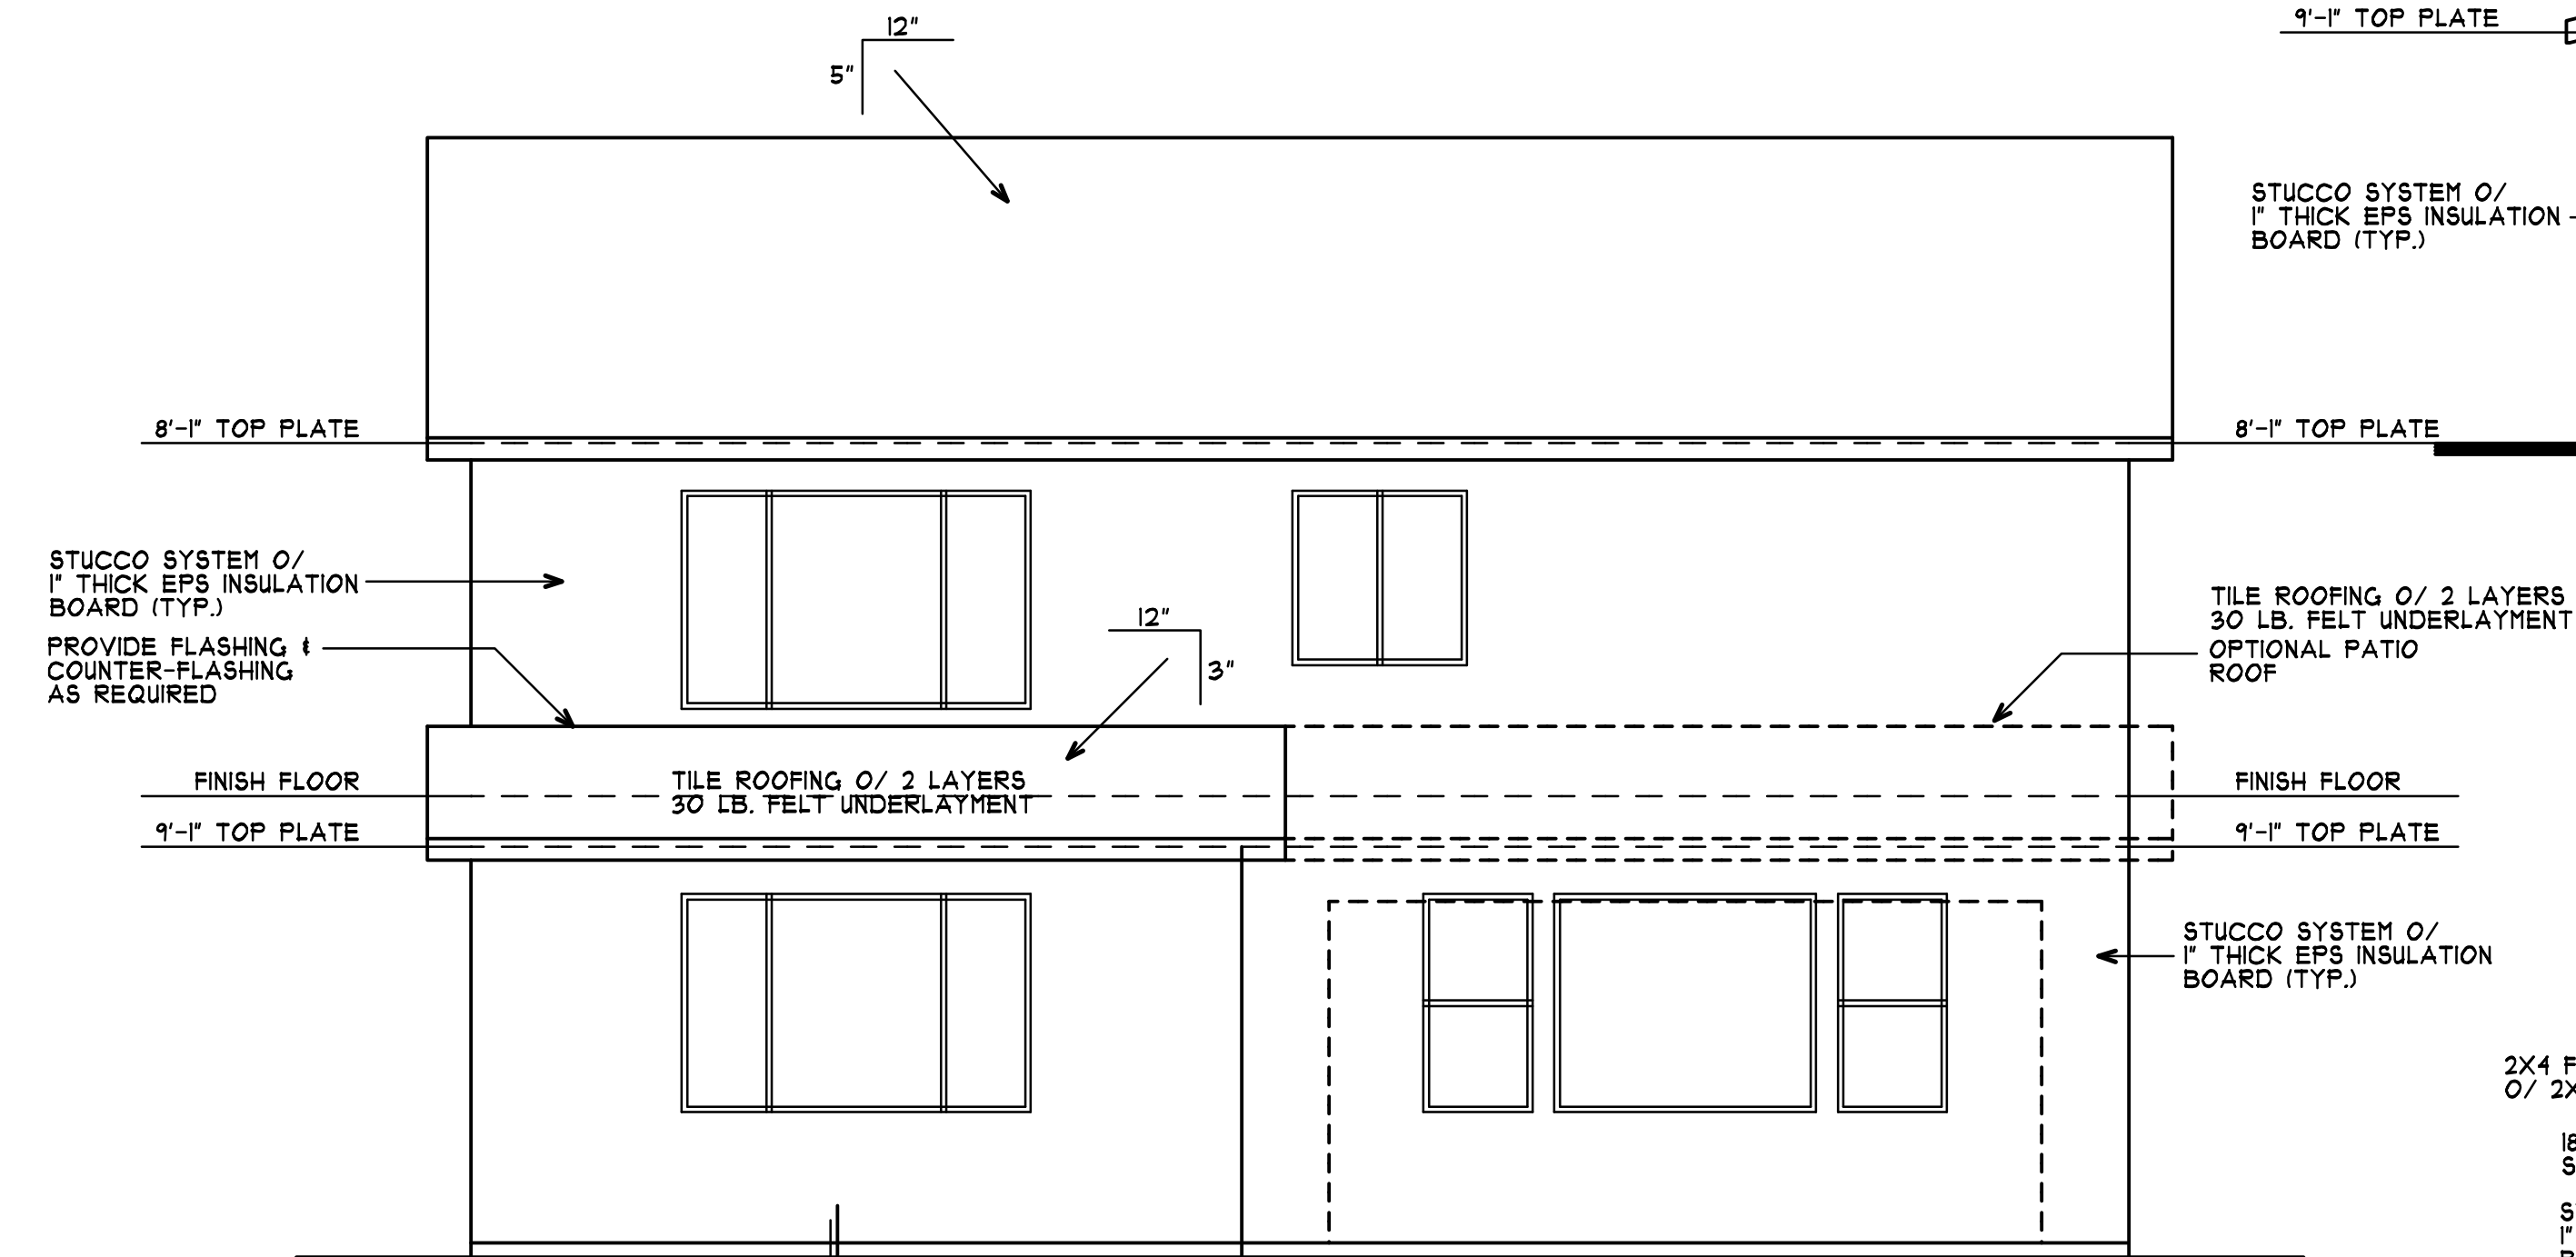 12"
5"
9'-1" TOP PLATE
STUCCO SYSTEM O/
1" THICK EPS INSULATION
BOARD (TYP.)
8'-1" TOP PLATE
8'-1" TOP PLATE
STUCCO SYSTEM O/
1" THICK EPS INSULATION
BOARD (TYP.)
PROVIDE FLASHING &
COUNTER-FLASHING
AS REQUIRED
12"
3"
TILE ROOFING O/ 2 LAYERS
30 LB. FELT UNDERLAYMENT
OPTIONAL PATIO
ROOF
FINISH FLOOR
TILE ROOFING O/ 2 LAYERS
30 LB. FELT UNDERLAYMENT
FINISH FLOOR
9'-1" TOP PLATE
9'-1" TOP PLATE
STUCCO SYSTEM O/
1" THICK EPS INSULATION
BOARD (TYP.)
2X4
O/
1"